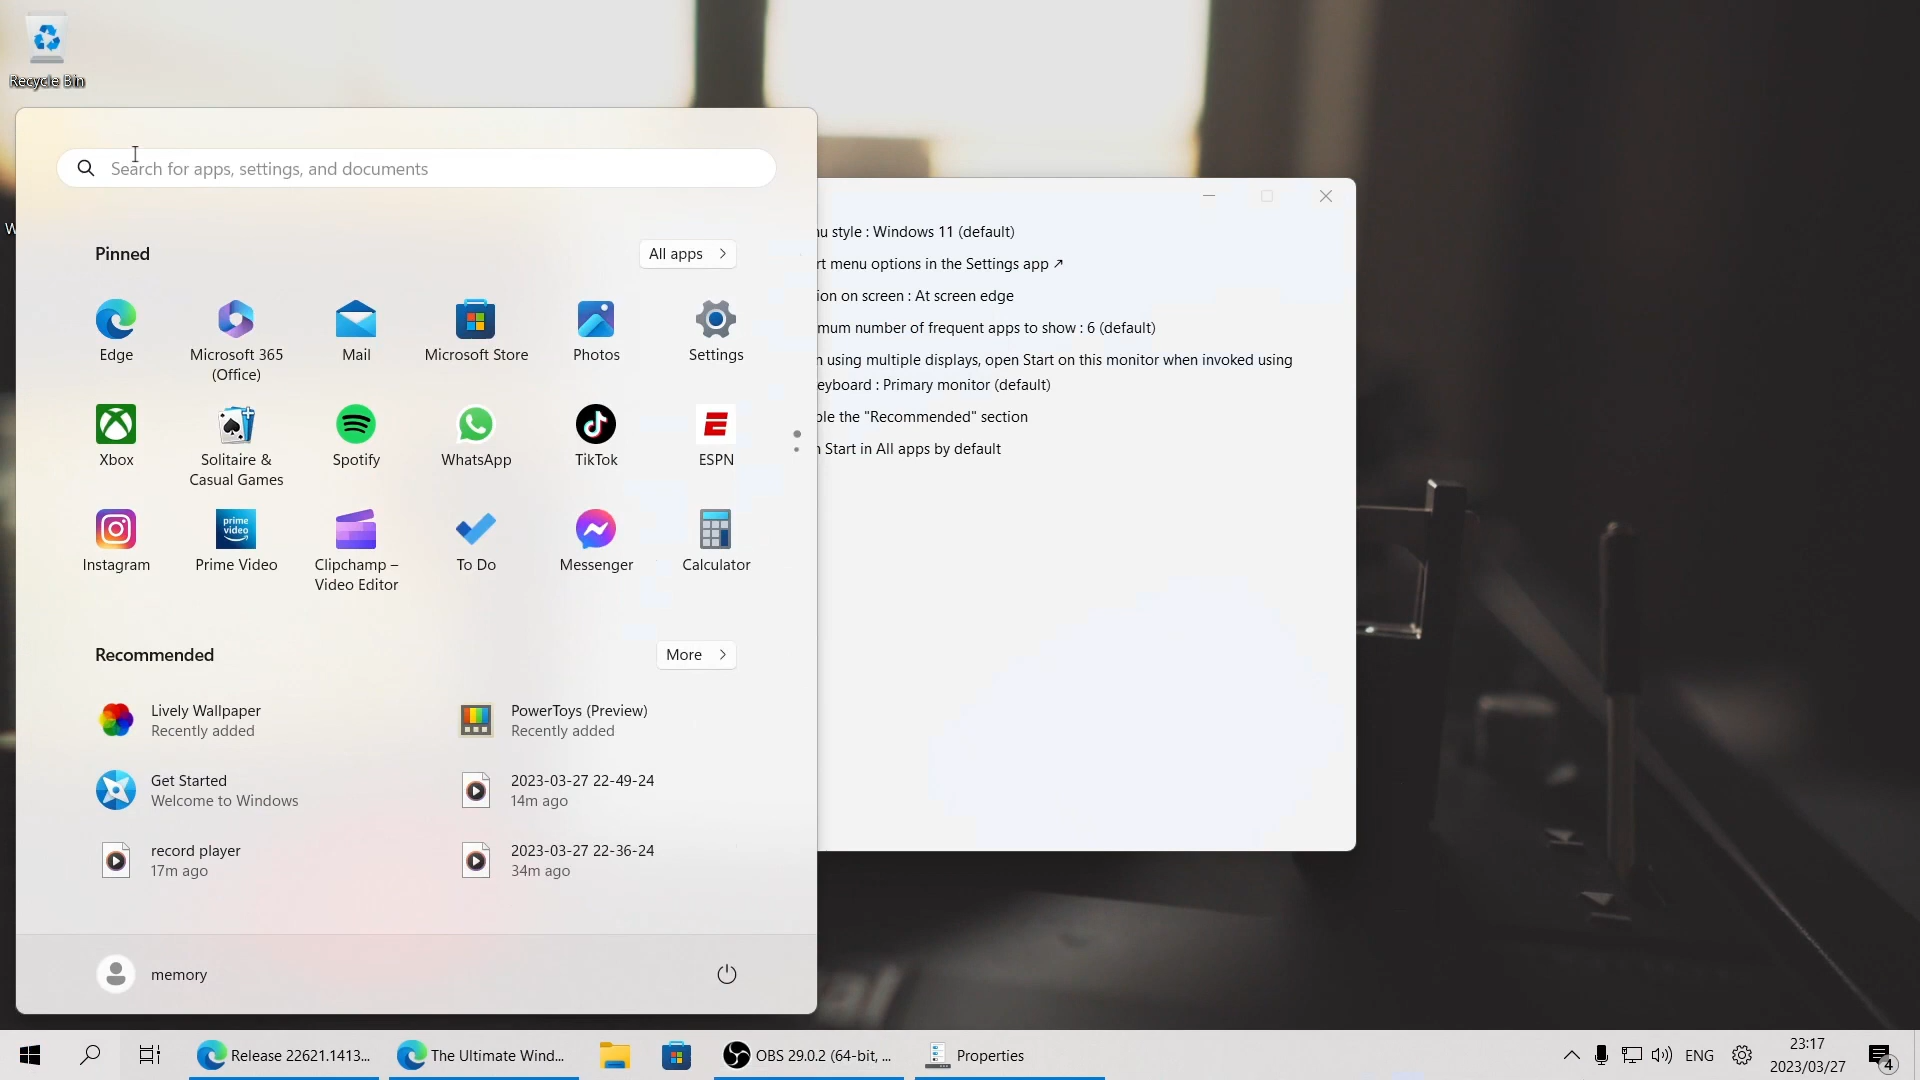 Recycle Bin
W
Search for apps, settings, and documents
Pinned
All apps
Edge
Microsoft 365
(Office)
Mail
Microsoft Store
Photos
Settings
Xbox
Solitaire &
Casual Games
Spotify
WhatsApp
TikTok
ESPN
prime
video
Instagram
Prime Video
Clipchamp –
Video Editor
To Do
Messenger
Calculator
Recommended
More
Lively Wallpaper
Recently added
PowerToys (Preview)
Recently added
Get Started
Welcome to Windows
2023-03-27 22-49-24
14m ago
record player
17m ago
2023-03-27 22-36-24
34m ago
memory
nu style : Windows 11 (default)
rt menu options in the Settings app ↗
ion on screen : At screen edge
mum number of frequent apps to show : 6 (default)
n using multiple displays, open Start on this monitor when invoked using
eyboard : Primary monitor (default)
ble the "Recommended" section
n Start in All apps by default
Release 22621.1413...
The Ultimate Wind...
OBS 29.0.2 (64-bit, ...
Properties
ENG
23:17
2023/03/27
4